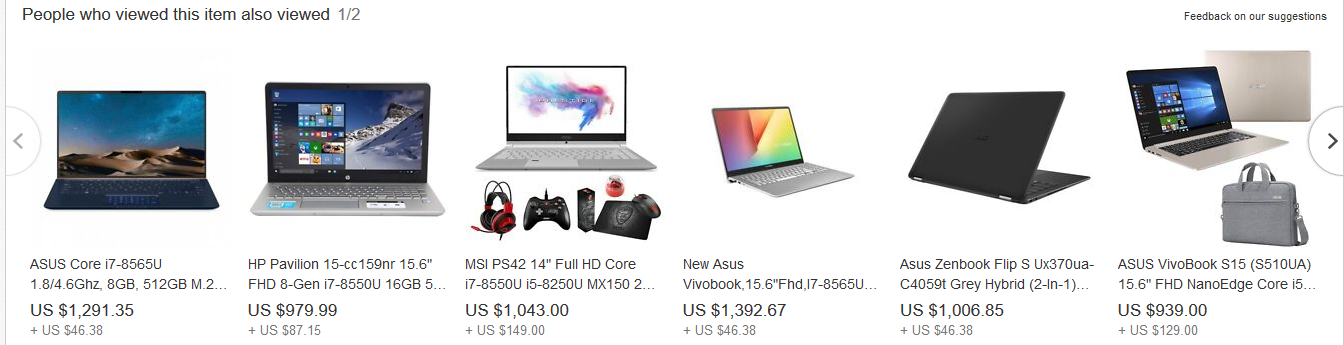 People who viewed this item also viewed 1/2
Feedback on our suggestions
ASUS Core i7-8565U
1.8/4.6Ghz, 8GB, 512GB M.2…
US $1,291.35
+ US $46.38
HP Pavilion 15-cc159nr 15.6"
FHD 8-Gen i7-8550U 16GB 5…
US $979.99
+ US $87.15
MSI PS42 14" Full HD Core
i7-8550U i5-8250U MX150 2…
US $1,043.00
+ US $149.00
New Asus
Vivobook,15.6"Fhd,I7-8565U…
US $1,392.67
+ US $46.38
Asus Zenbook Flip S Ux370ua-
C4059t Grey Hybrid (2-In-1)…
US $1,006.85
+ US $46.38
ASUS VivoBook S15 (S510UA)
15.6" FHD NanoEdge Core i5…
US $939.00
+ US $129.00